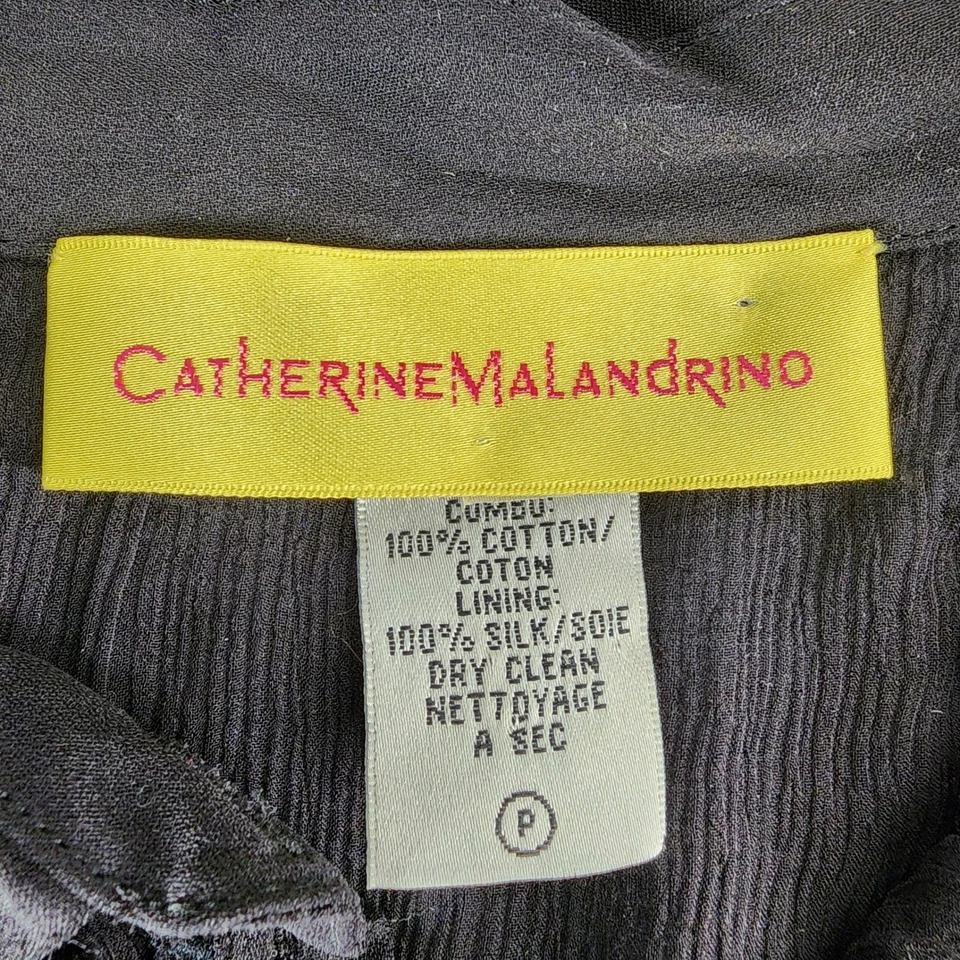 CATHERINEMALANDRINO
COMBO:
100% COTTON/
COTON
LINING:
100% SILK/SOIE
DRY CLEAN
NETTOYAGE
A SEC
P